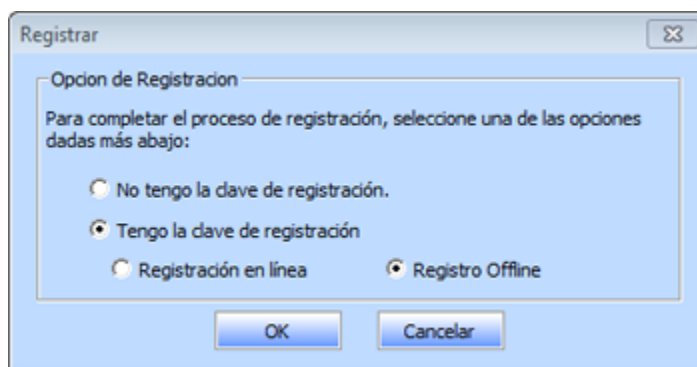 Registrar
Opcion de Registracion
Para completar el proceso de registración, seleccione una de las opciones
dadas más abajo:
No tengo la clave de registración.
Tengo la clave de registración
Registración en línea Registro Offline
OK Cancelar